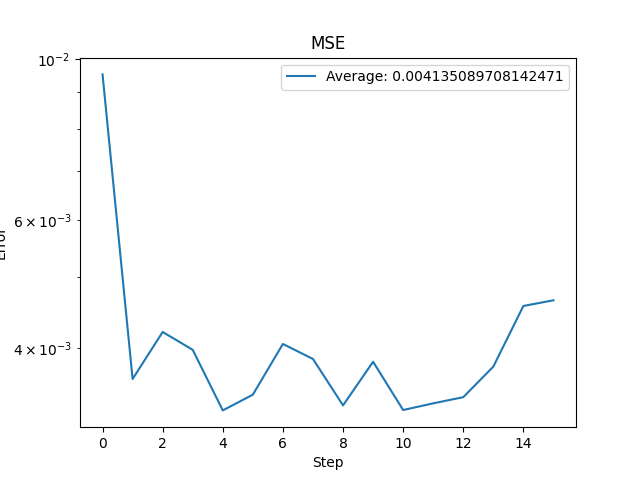 MSE
10⁻²
6 × 10⁻³
4 × 10⁻³
Error
Average: 0.004135089708142471
0 2 4 6 8 10 12 14
Step